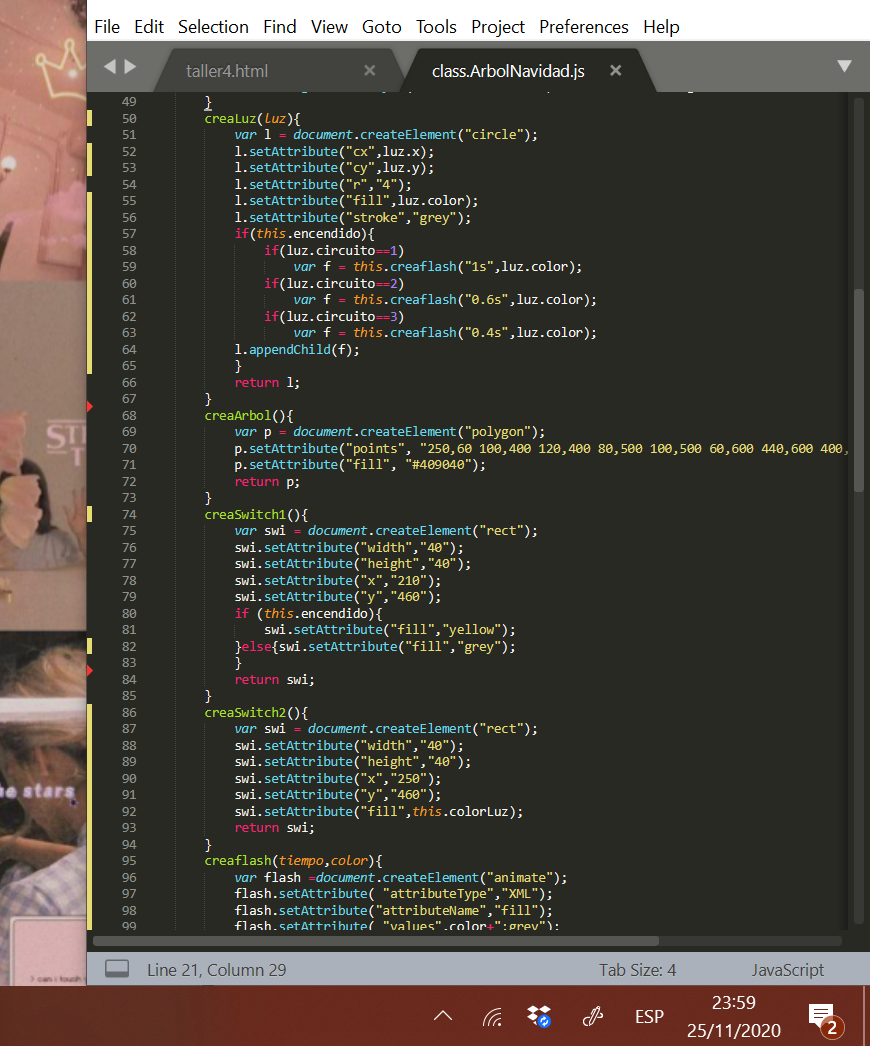 File Edit Selection Find View Goto Tools Project Preferences Help
taller4.html × class.ArbolNavidad.js ×
49 }
50 creaLuz(luz){
51 var l = document.createElement("circle");
52 l.setAttribute("cx",luz.x);
53 l.setAttribute("cy",luz.y);
54 l.setAttribute("r","4");
55 l.setAttribute("fill",luz.color);
56 l.setAttribute("stroke","grey");
57 if(this.encendido){
58 if(luz.circuito==1)
59 var f = this.creaflash("1s",luz.color);
60 if(luz.circuito==2)
61 var f = this.creaflash("0.6s",luz.color);
62 if(luz.circuito==3)
63 var f = this.creaflash("0.4s",luz.color);
64 l.appendChild(f);
65 }
66 return l;
67 }
68 creaArbol(){
69 var p = document.createElement("polygon");
70 p.setAttribute("points", "250,60 100,400 120,400 80,500 100,500 60,600 440,600 400,
71 p.setAttribute("fill", "#409040");
72 return p;
73 }
74 creaSwitch1(){
75 var swi = document.createElement("rect");
76 swi.setAttribute("width","40");
77 swi.setAttribute("height","40");
78 swi.setAttribute("x","210");
79 swi.setAttribute("y","460");
80 if (this.encendido){
81 swi.setAttribute("fill","yellow");
82 }else{swi.setAttribute("fill","grey");
83 }
84 return swi;
85 }
86 creaSwitch2(){
87 var swi = document.createElement("rect");
88 swi.setAttribute("width","40");
89 swi.setAttribute("height","40");
90 swi.setAttribute("x","250");
91 swi.setAttribute("y","460");
92 swi.setAttribute("fill",this.colorLuz);
93 return swi;
94 }
95 creaflash(tiempo,color){
96 var flash =document.createElement("animate");
97 flash.setAttribute( "attributeType","XML");
98 flash.setAttribute("attributeName","fill");
99 flash.setAttribute( "values",color+";grey");
Line 21, Column 29 Tab Size: 4 JavaScript
ESP 23:59
25/11/2020 2
ST
T
he stars